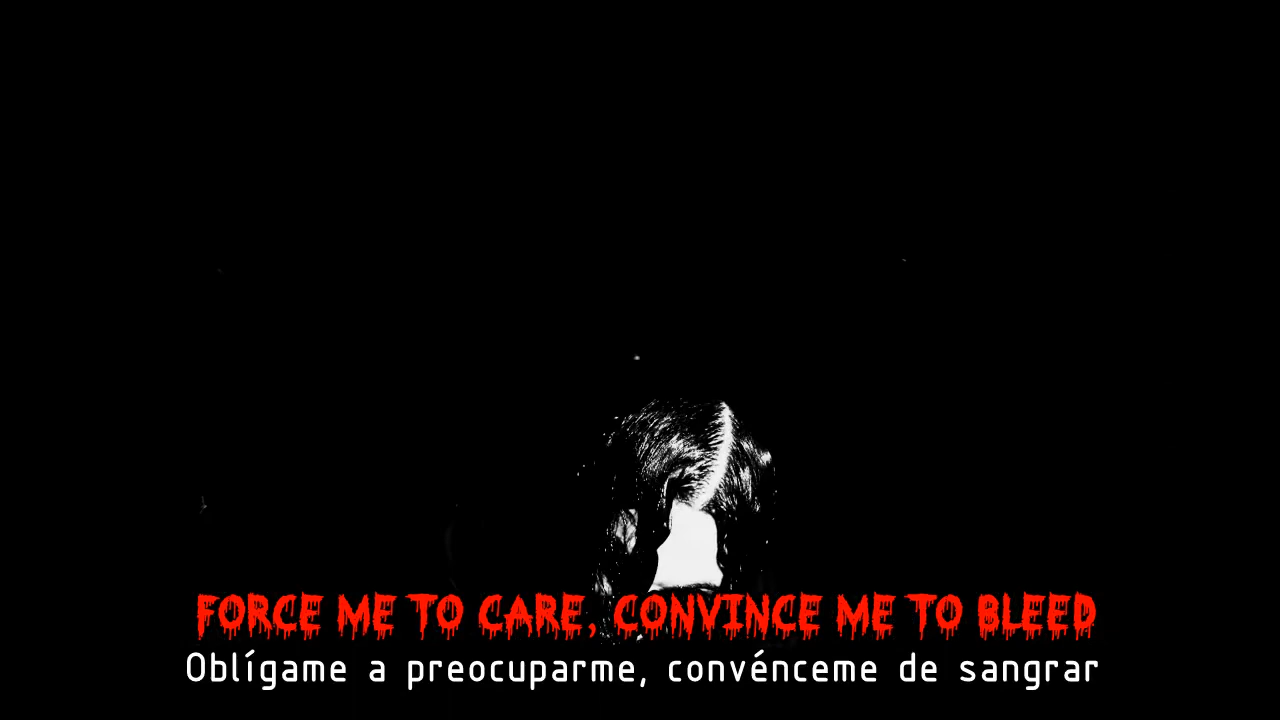 FORCE ME TO CARE, CONVINCE ME TO BLEED
Oblígame a preocuparme, convénceme de sangrar